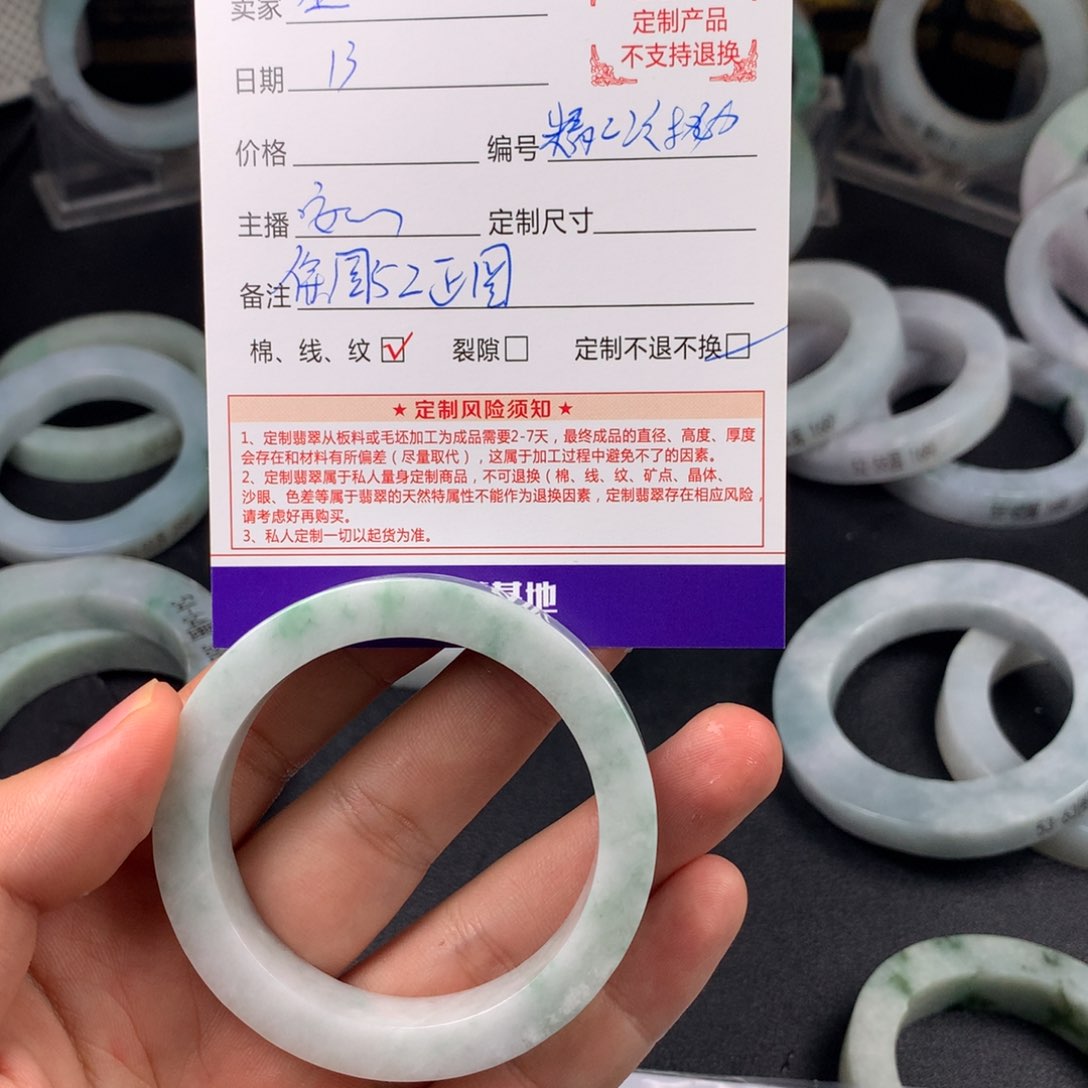 卖家
定制产品
不支持退换
日期 13
价格 编号
主播 定制尺寸
备注 52正圈
棉、线、纹 裂隙 定制不退不换
★ 定制风险须知 ★
1、定制翡翠从板料或毛坯加工为成品需要2-7天，最终成品的直径、高度、厚度
会存在和材料有所偏差（尽量取代），这属于加工过程中避免不了的因素。
2、定制翡翠属于私人量身定制商品，不可退换（棉、线、纹、矿点、晶体、
沙眼、色差等属于翡翠的天然特属性不能作为退换因素，定制翡翠存在相应风险，
请考虑好再购买。
3、私人定制一切以起货为准。
基地